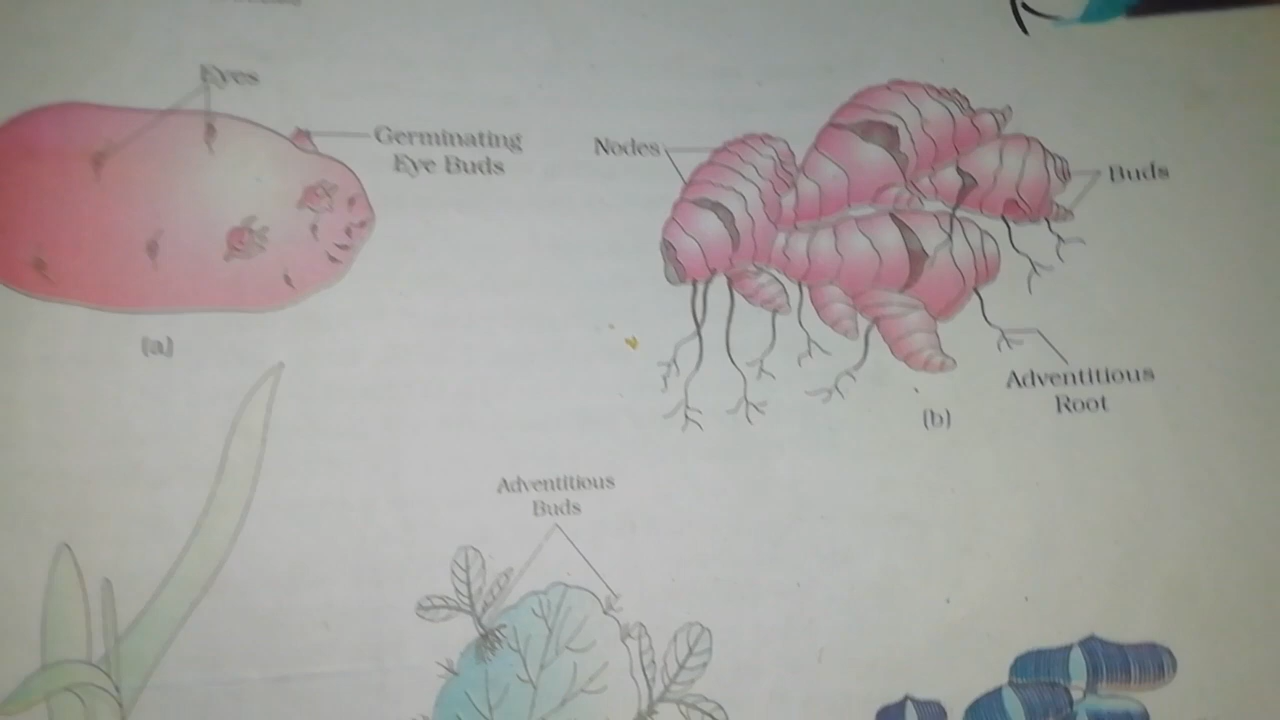 Eyes
Germinating
Eye Buds
(a)
Nodes
Buds
Adventitious
Root
(b)
Adventitious
Buds